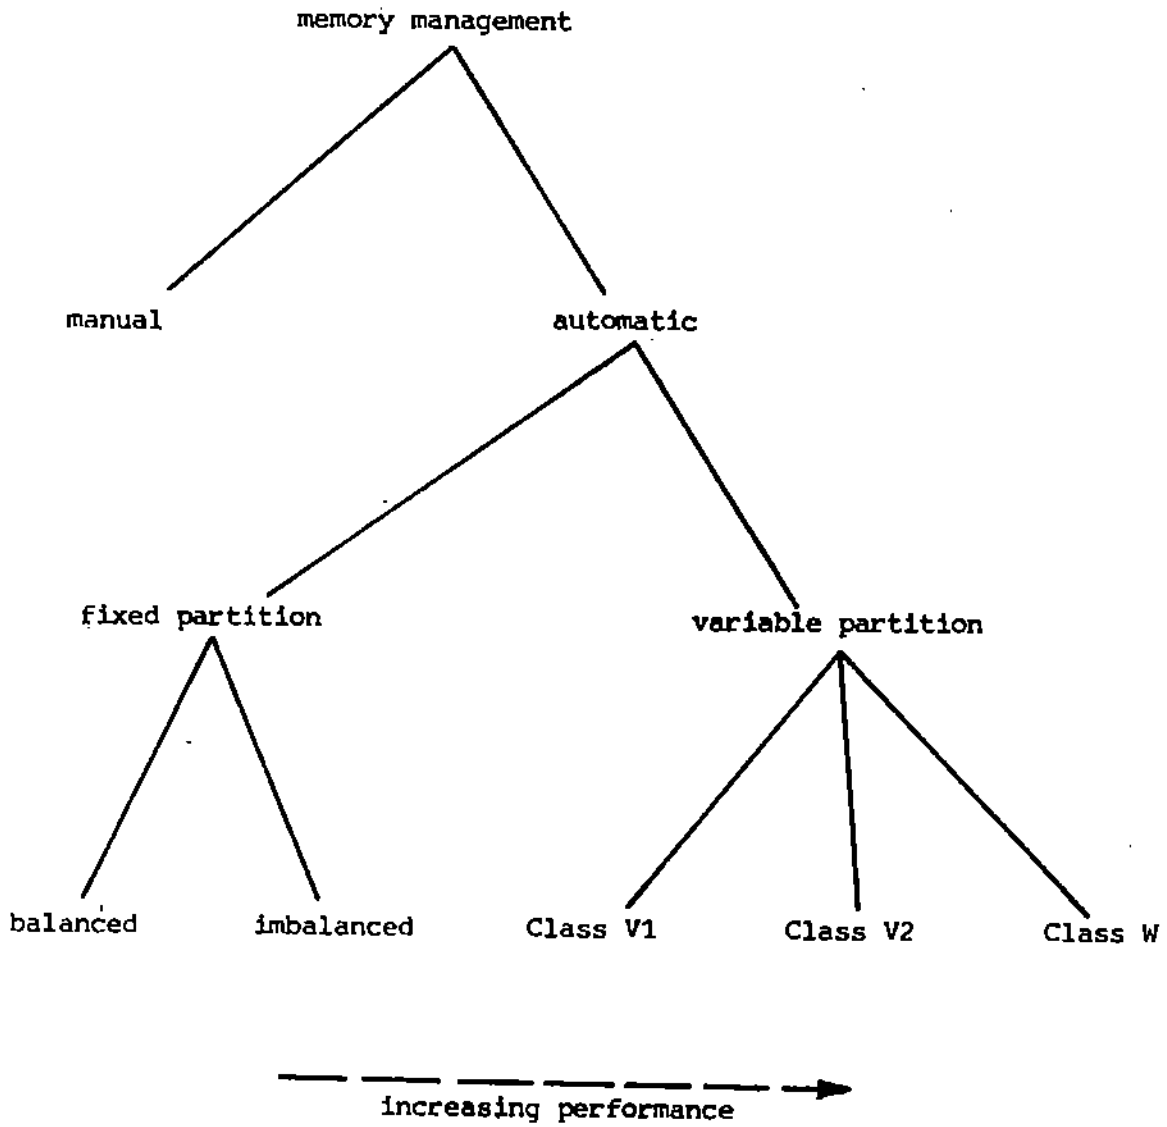 memory management
manual
automatic
fixed partition
variable partition
balanced
imbalanced
Class V1
Class V2
Class W
increasing performance